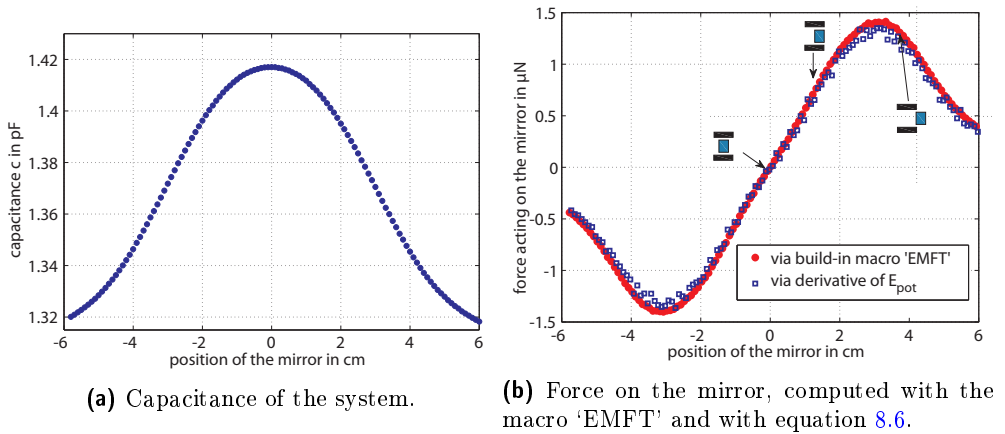 capacitance c in pF
1.42
1.4
1.38
1.36
1.34
1.32
-6 -4 -2 0 2 4 6
position of the mirror in cm
(a) Capacitance of the system.
force acting on the mirrror in µN
1.5
1
0.5
0
-0.5
-1
-1.5
via build-in macro 'EMFT'
via derivative of Epot
-6 -4 -2 0 2 4 6
position of the mirror in cm
(b) Force on the mirror, computed with the
macro ‘EMFT’ and with equation 8.6.